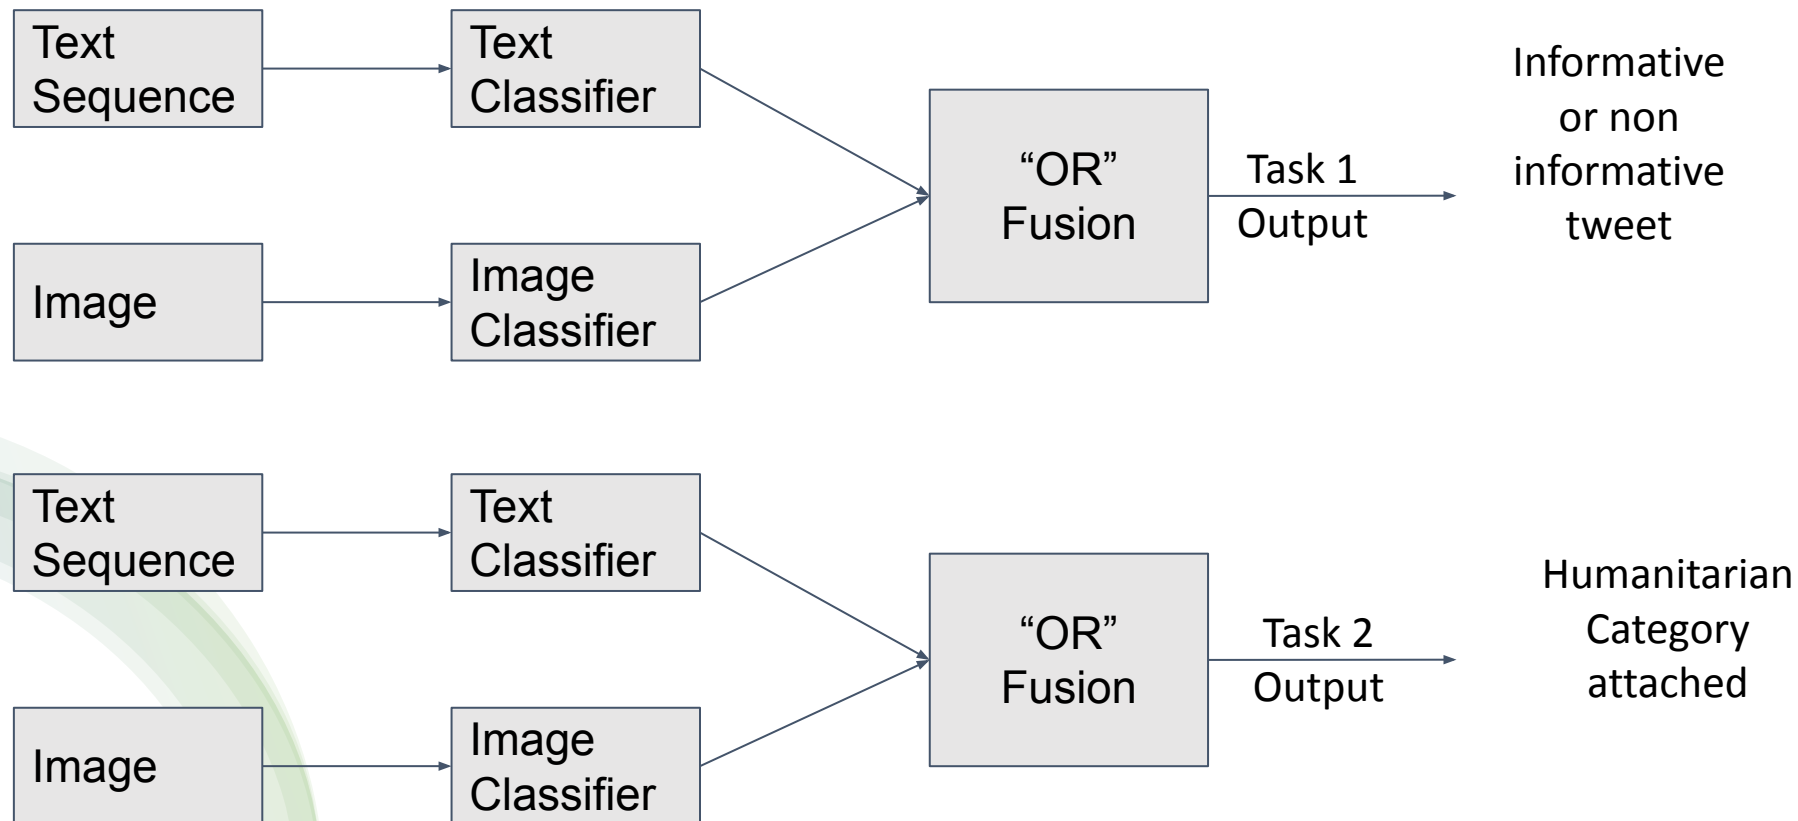 Text
Sequence
Text
Classifier
Image
Image
Classifier
“OR”
Fusion
Task 1
Output
Informative
or non
informative
tweet
Text
Sequence
Text
Classifier
Image
Image
Classifier
“OR”
Fusion
Task 2
Output
Humanitarian
Category
attached